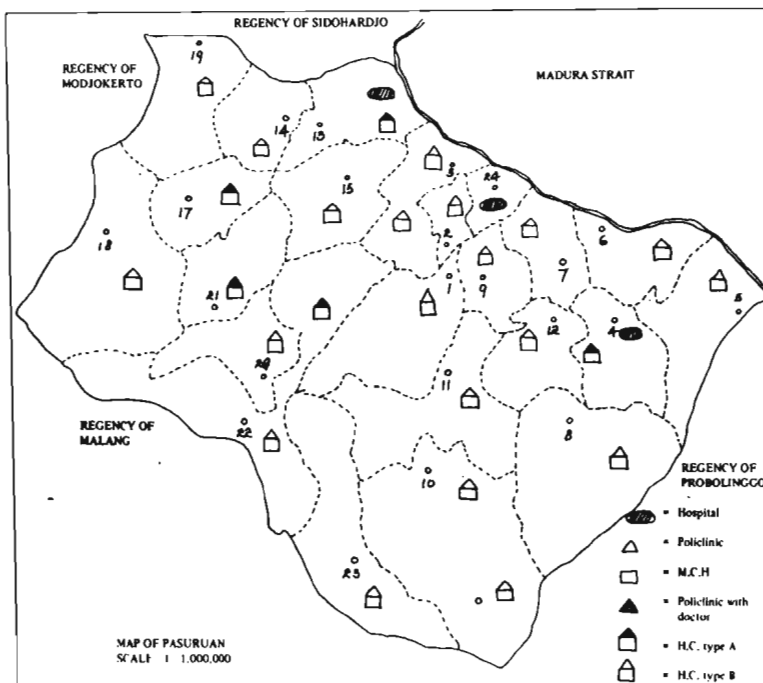 REGENCY OF SIDOHARDJO
19
REGENCY OF
MODJOKERTO
MADURA STRAIT
14
13
3
24
15
17
2
18
6
1
9
7
21
12
4
5
20
11
REGENCY OF
MALANG
22
8
10
REGENCY OF
PROBOLINGGO
= Hospital
= Policlinic
23
= M.C.H
= Policlinic with
doctor
MAP OF PASURUAN
SCALE 1 1,000,000
= H.C. type A
= H.C. type B